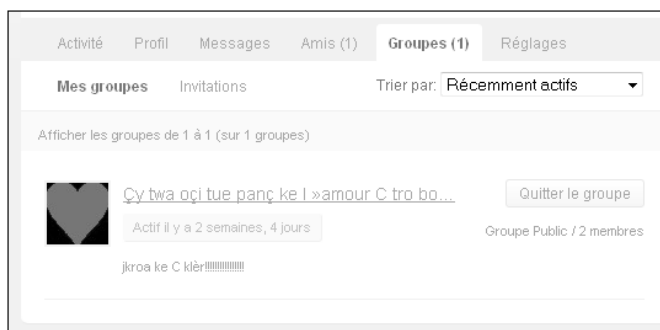 Activité Profil Messages Amis (1) Groupes (1) Réglages
Mes groupes Invitations Trier par: Récemment actifs
Afficher les groupes de 1 à 1 (sur 1 groupes)
Çy twa oçi tue panç ke l »amour C tro bo... Quitter le groupe
Actif il y a 2 semaines, 4 jours Groupe Public / 2 membres
jkroa ke C klèr!!!!!!!!!!!!!!!